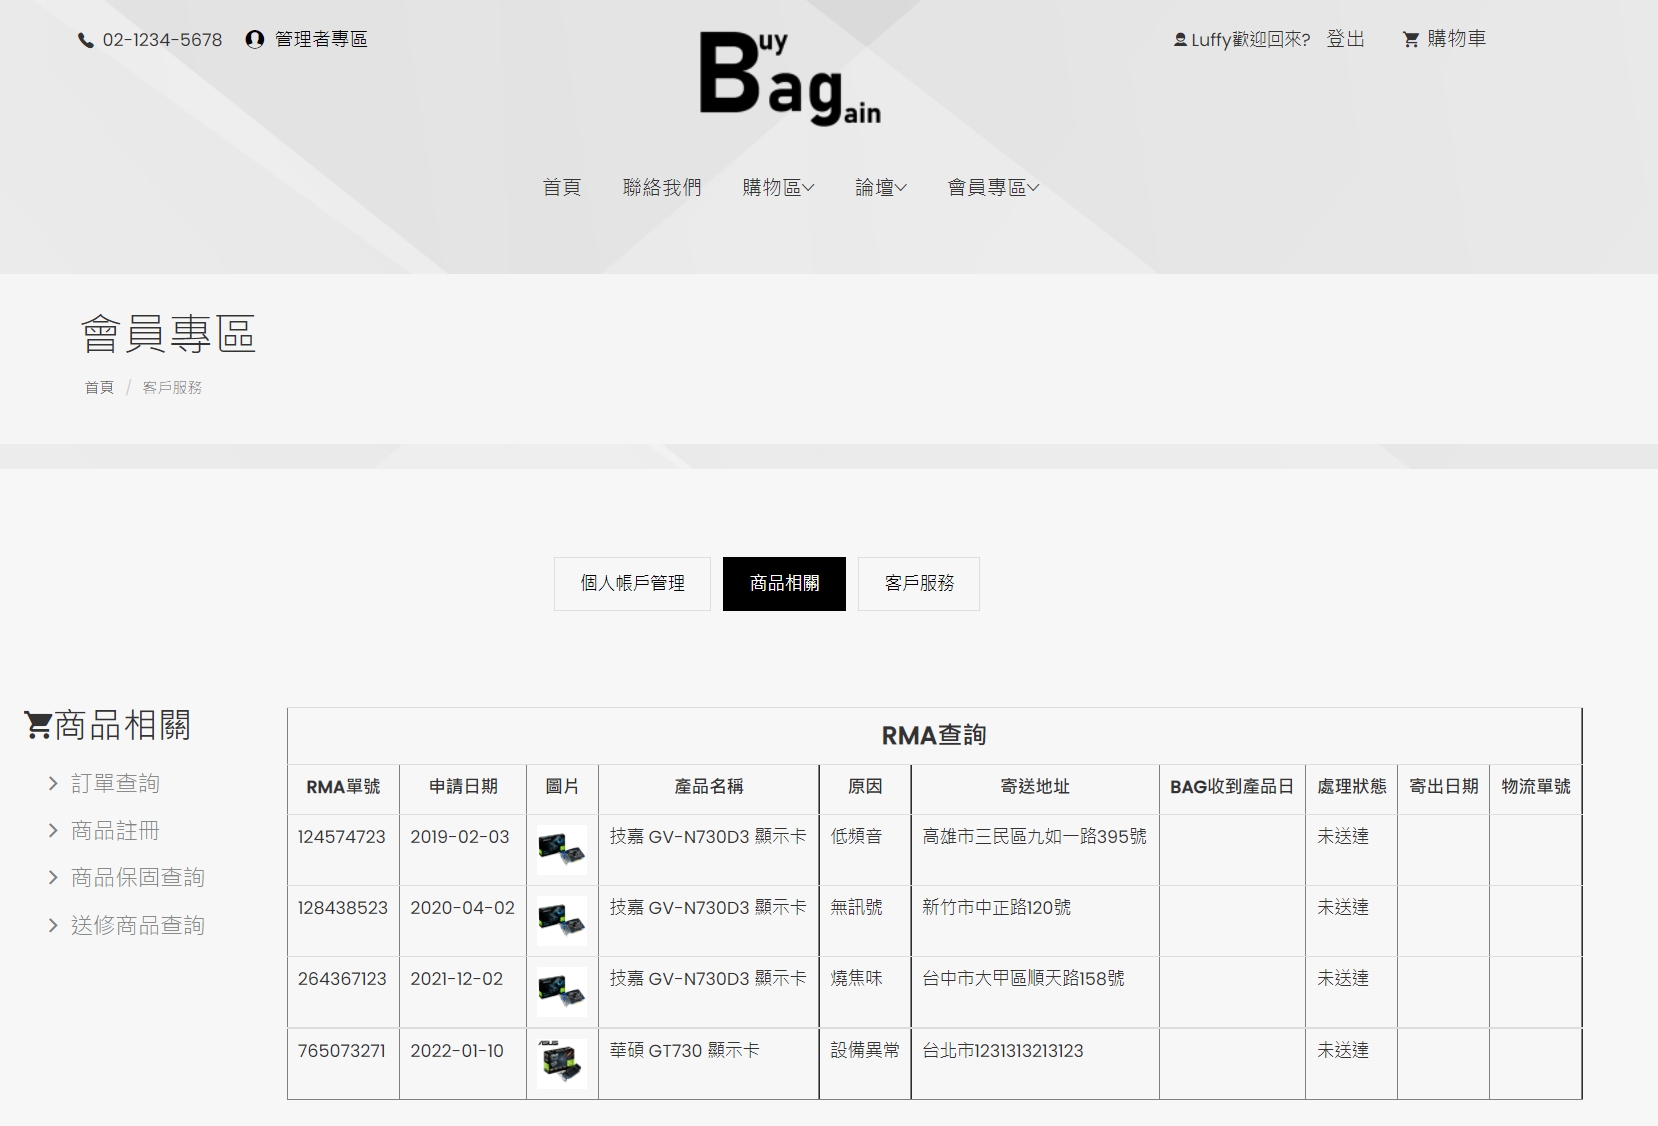 02-1234-5678 管理者專區
Buy Bagain
Luffy歡迎回來? 登出 購物車
首頁 聯絡我們 購物區 論壇 會員專區
會員專區
首頁 / 客戶服務
個人帳戶管理 商品相關 客戶服務
商品相關
訂單查詢
商品註冊
商品保固查詢
送修商品查詢
RMA查詢
RMA單號 申請日期 圖片 產品名稱 原因 寄送地址 BAG收到產品日 處理狀態 寄出日期 物流單號
124574723 2019-02-03 技嘉 GV-N730D3 顯示卡 低頻音 高雄市三民區九如一路395號 未送達
128438523 2020-04-02 技嘉 GV-N730D3 顯示卡 無訊號 新竹市中正路120號 未送達
264367123 2021-12-02 技嘉 GV-N730D3 顯示卡 燒焦味 台中市大甲區順天路158號 未送達
765073271 2022-01-10 ASUS 華碩 GT730 顯示卡 設備異常 台北市1231313213123 未送達